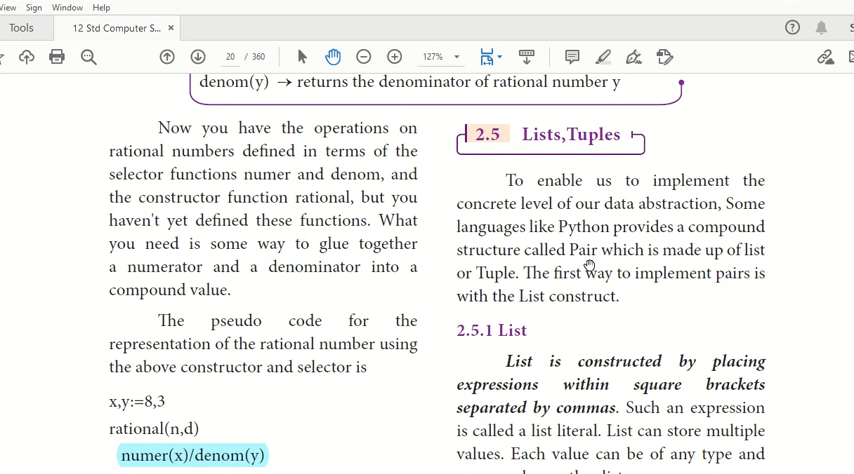 View Sign Window Help
Tools
12 Std Computer S... ×
20 / 360
127%
denom(y) → returns the denominator of rational number y
Now you have the operations on
rational numbers defined in terms of the
selector functions numer and denom, and
the constructor function rational, but you
haven't yet defined these functions. What
you need is some way to glue together
a numerator and a denominator into a
compound value.
The pseudo code for the
representation of the rational number using
the above constructor and selector is
x,y:=8,3
rational(n,d)
numer(x)/denom(y)
2.5 Lists,Tuples
To enable us to implement the
concrete level of our data abstraction, Some
languages like Python provides a compound
structure called Pair which is made up of list
or Tuple. The first way to implement pairs is
with the List construct.
2.5.1 List
List is constructed by placing
expressions within square brackets
separated by commas. Such an expression
is called a list literal. List can store multiple
values. Each value can be of any type and